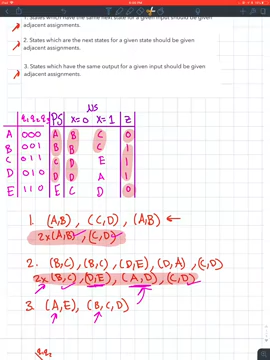 1. States which have the same next state for a given input should be given
adjacent assignments.
2. States which are the next states for a given state should be given
adjacent assignments.
3. States which have the same output for a given input should be given
adjacent assignments.
NS
PS X=0 X=1 Z
A 000 A B C 0
B 001 B B C 1
C 011 C D E 1
D 010 D D A 1
E 110 E C D 0
1. (A,B) , (C,D) , (A,B) ←
2x(A,B) , (C,D)
2. (B,C) , (B,C) , (D,E) , (D,A) , (C,D)
2x (B,C) , (D,E) , (A,D) , (C,D)
3. (A,E) , (B,C,D)